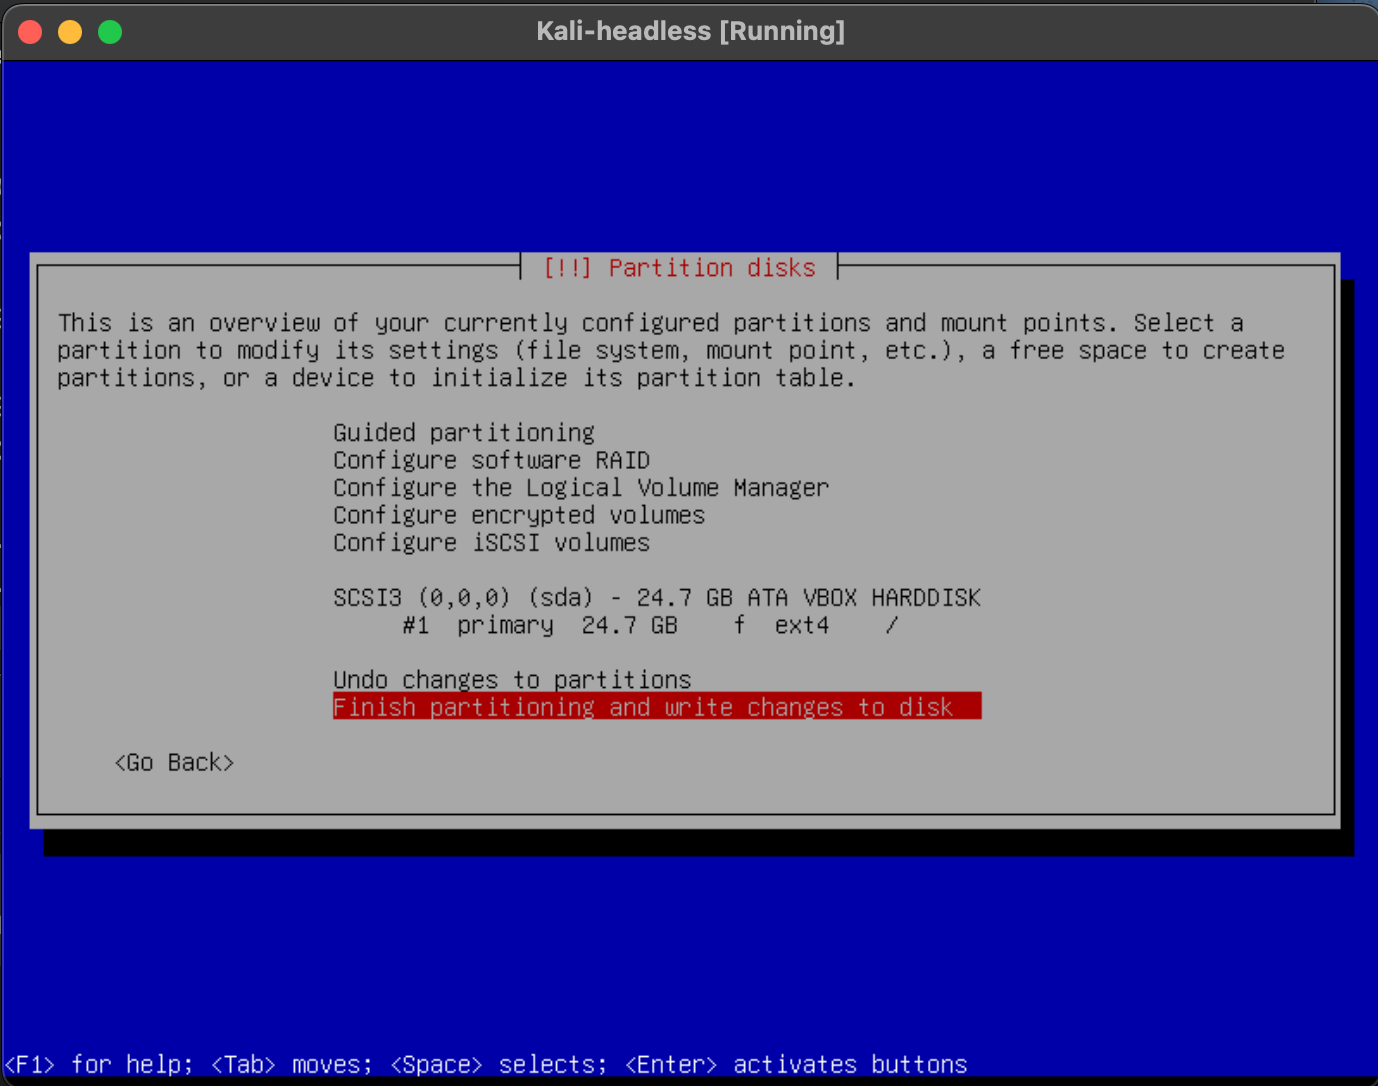 Kali-headless [Running]
[!!] Partition disks
This is an overview of your currently configured partitions and mount points. Select a
partition to modify its settings (file system, mount point, etc.), a free space to create
partitions, or a device to initialize its partition table.
Guided partitioning
Configure software RAID
Configure the Logical Volume Manager
Configure encrypted volumes
Configure iSCSI volumes
SCSI3 (0,0,0) (sda) - 24.7 GB ATA VBOX HARDDISK
#1 primary 24.7 GB f ext4 /
Undo changes to partitions
Finish partitioning and write changes to disk
<Go Back>
<F1> for help; <Tab> moves; <Space> selects; <Enter> activates buttons